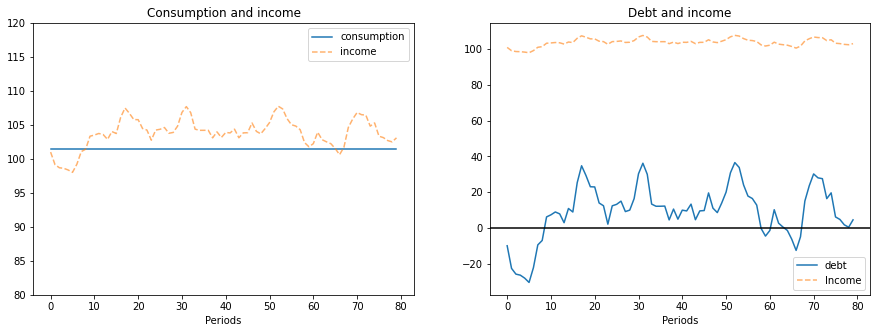 Consumption and income
120
115
110
105
100
95
90
85
80
0 10 20 30 40 50 60 70 80
Periods
consumption
income
Debt and income
100
80
60
40
20
0
−20
0 10 20 30 40 50 60 70 80
Periods
debt
Income